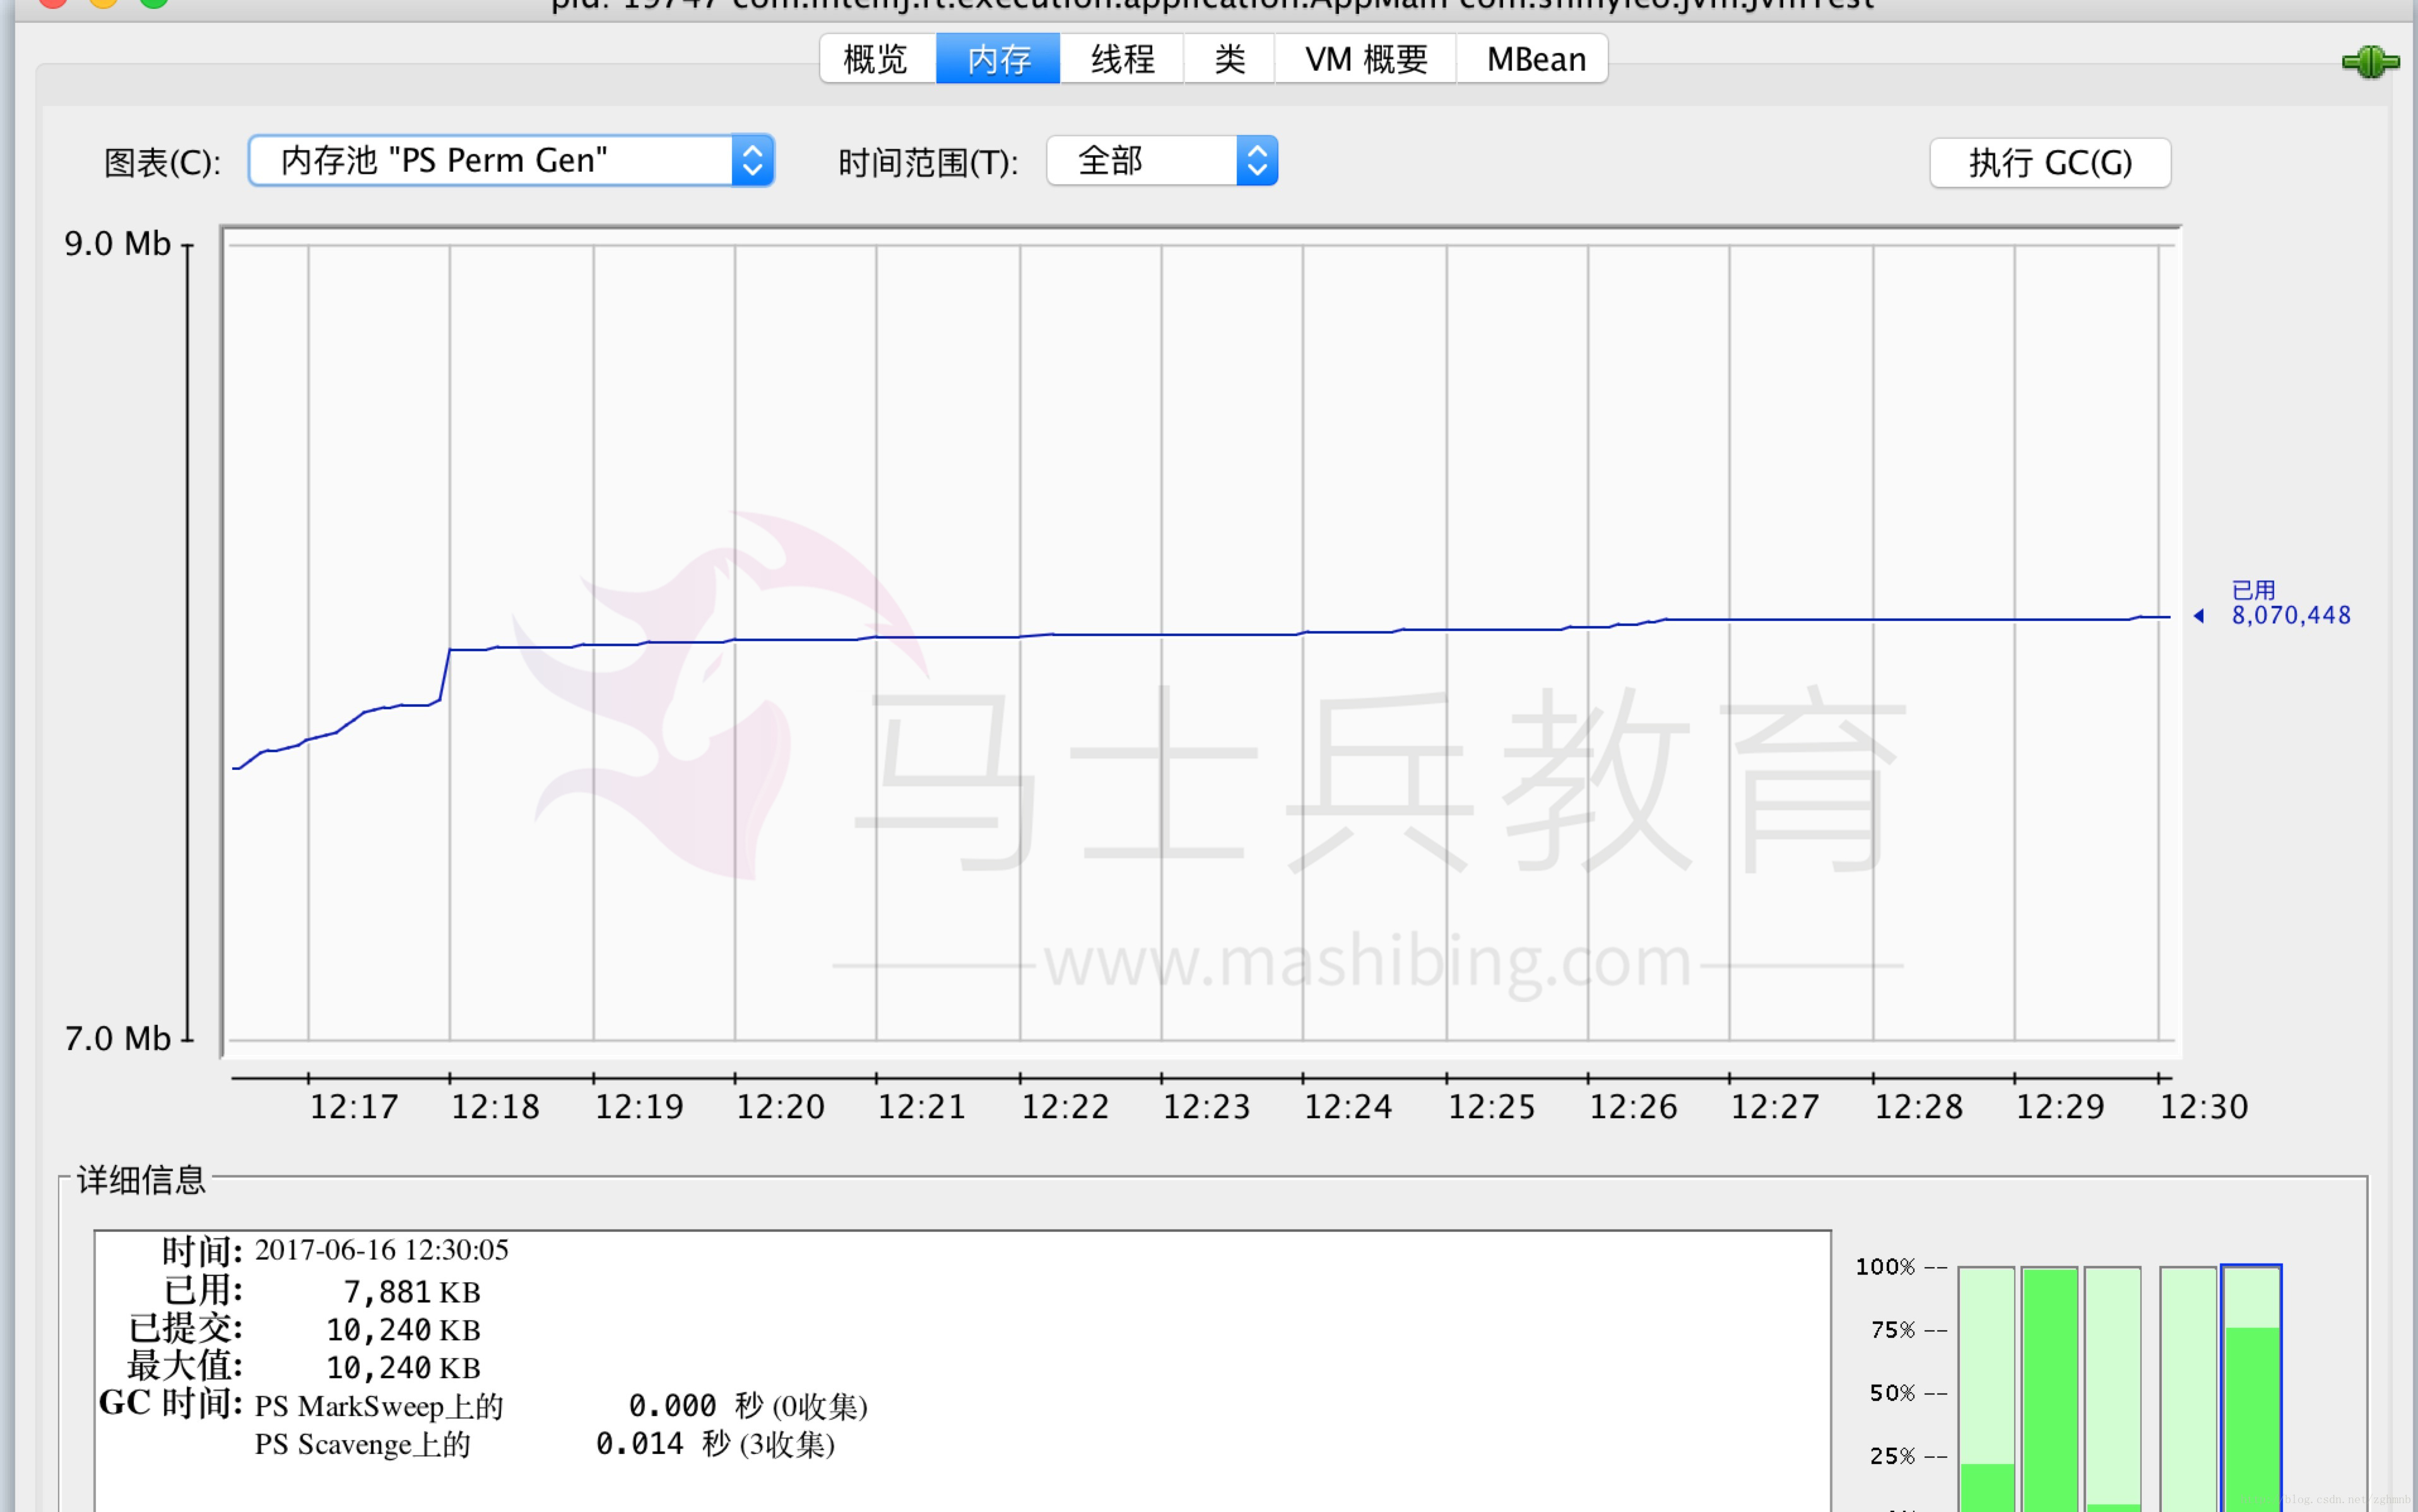 pid: 19747 com.intellij.rt.execution.application.AppMain com.shinyleo.jvm.JvmTest
概览 内存 线程 类 VM 概要 MBean
图表(C): 内存池 "PS Perm Gen" 时间范围(T): 全部 执行 GC(G)
9.0 Mb
已用
8,070,448
马士兵教育
www.mashibing.com
7.0 Mb
12:17 12:18 12:19 12:20 12:21 12:22 12:23 12:24 12:25 12:26 12:27 12:28 12:29 12:30
详细信息
时间: 2017-06-16 12:30:05
已用: 7,881 KB
已提交: 10,240 KB
最大值: 10,240 KB
GC 时间: PS MarkSweep上的 0.000 秒 (0收集)
PS Scavenge上的 0.014 秒 (3收集)
100% --
75% --
50% --
25% --